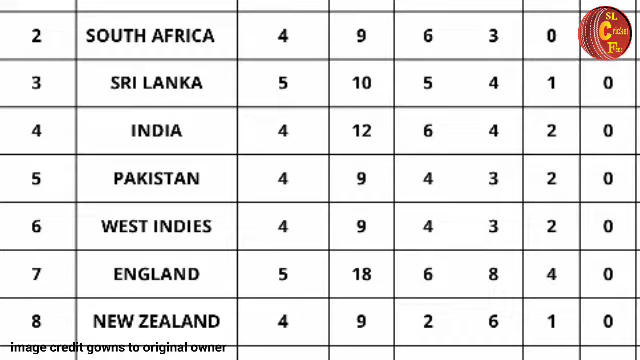 2 SOUTH AFRICA 4 9 6 3 0
SL
Cricket
3 SRI LANKA 5 10 5 4 1 0
4 INDIA 4 12 6 4 2 0
5 PAKISTAN 4 9 4 3 2 0
6 WEST INDIES 4 9 4 3 2 0
7 ENGLAND 5 18 6 8 4 0
8 NEW ZEALAND 4 9 2 6 1 0
image credit gowns to original owner